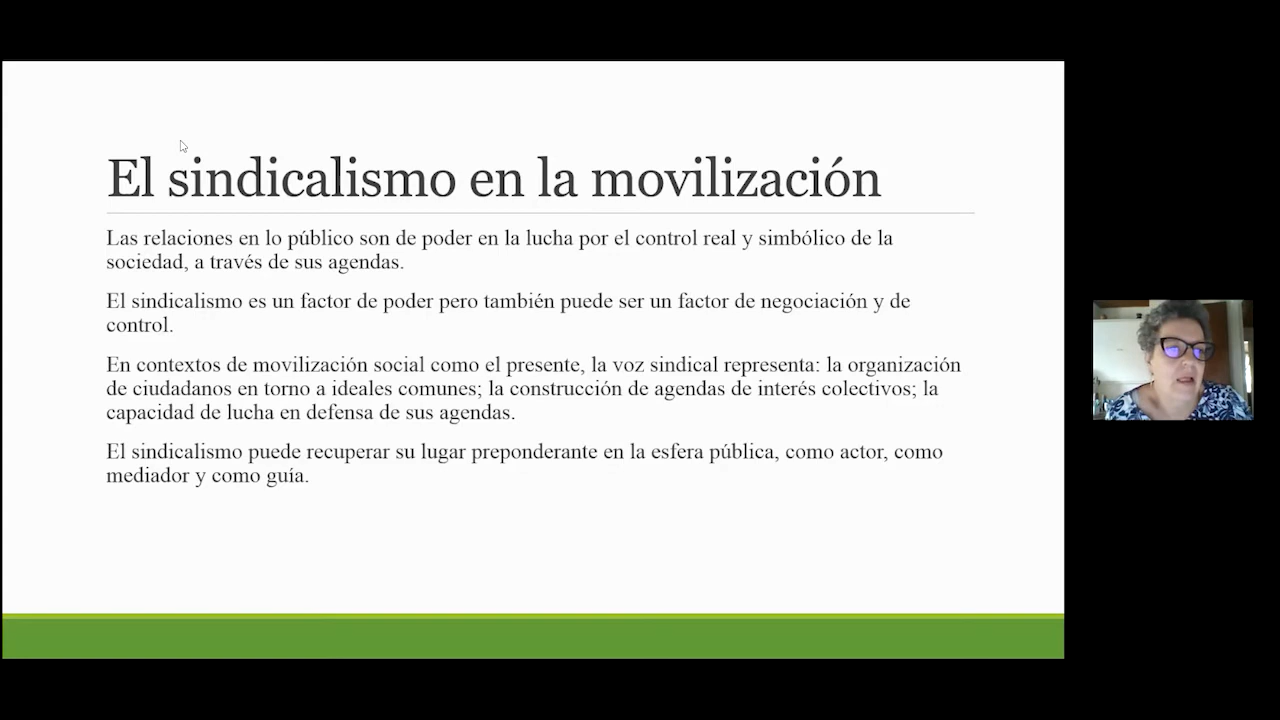 El sindicalismo en la movilización
Las relaciones en lo público son de poder en la lucha por el control real y simbólico de la
sociedad, a través de sus agendas.
El sindicalismo es un factor de poder pero también puede ser un factor de negociación y de
control.
En contextos de movilización social como el presente, la voz sindical representa: la organización
de ciudadanos en torno a ideales comunes; la construcción de agendas de interés colectivos; la
capacidad de lucha en defensa de sus agendas.
El sindicalismo puede recuperar su lugar preponderante en la esfera pública, como actor, como
mediador y como guía.